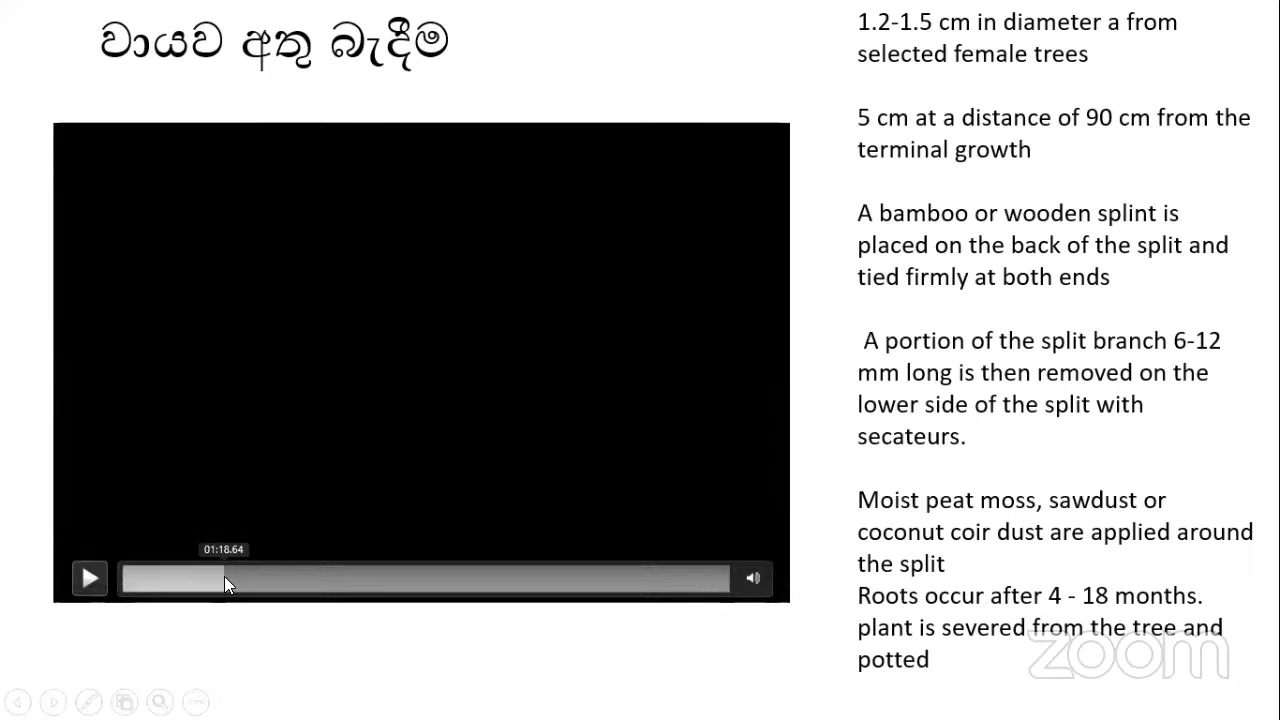 වායව අතු බැදීම
1.2-1.5 cm in diameter a from
selected female trees
5 cm at a distance of 90 cm from the
terminal growth
A bamboo or wooden splint is
placed on the back of the split and
tied firmly at both ends
A portion of the split branch 6-12
mm long is then removed on the
lower side of the split with
secateurs.
Moist peat moss, sawdust or
coconut coir dust are applied around
the split
Roots occur after 4 - 18 months.
plant is severed from the tree and
potted
01:18.64
zoom